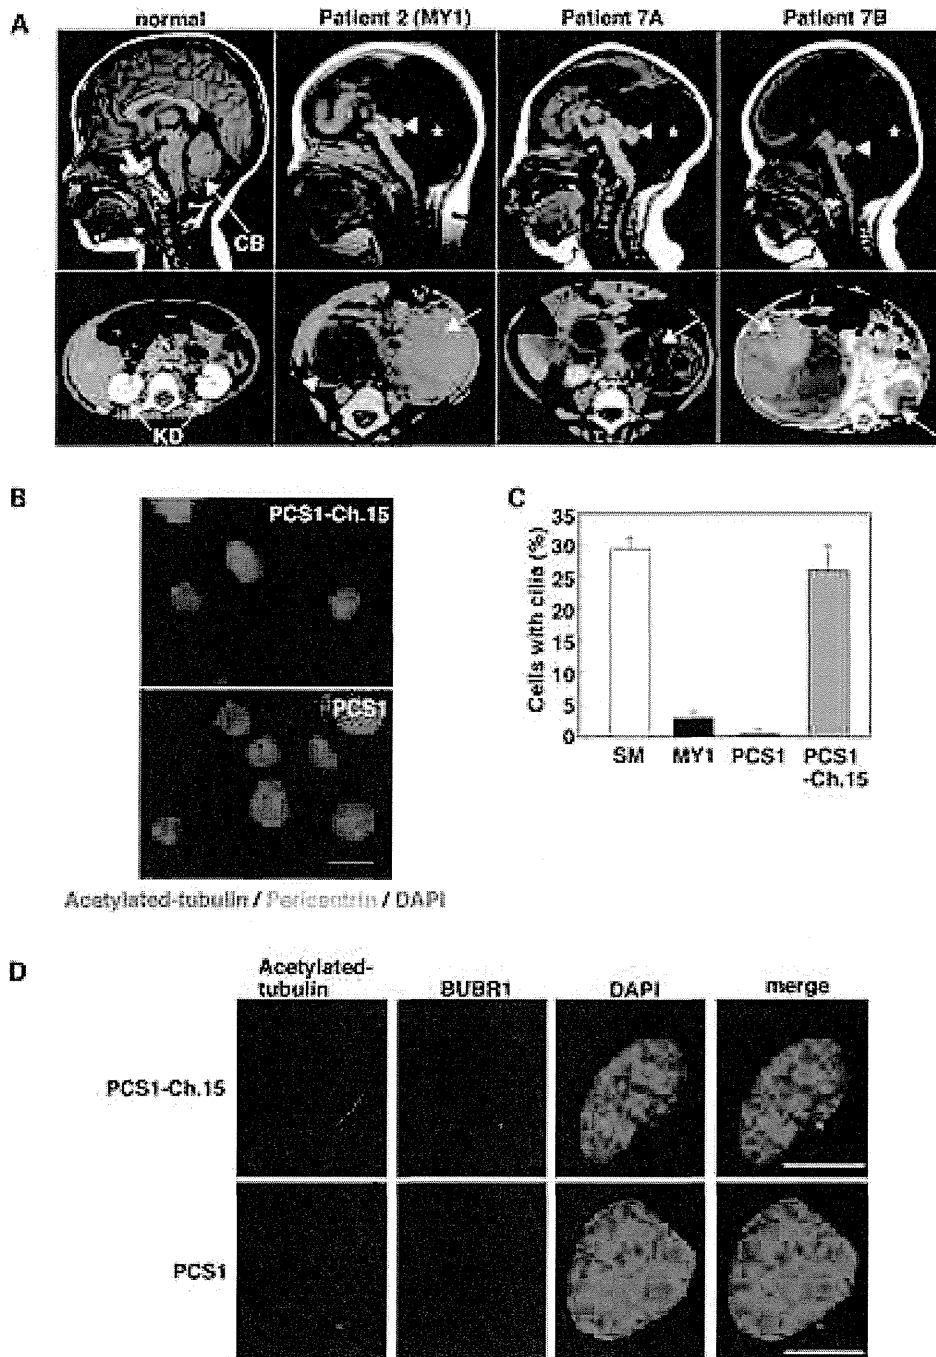 A
normal Patient 2 (MY1) Patient 7A Patient 7B
CB
KD
B
PCS1-Ch.15
PCS1
Acetylated-tubulin / Pericentrin / DAPI
C
Cells with cilia (%)
35
30
25
20
15
10
5
0
SM MY1 PCS1 PCS1
-Ch.15
D
Acetylated-
tubulin BUBR1 DAPI merge
PCS1-Ch.15
PCS1